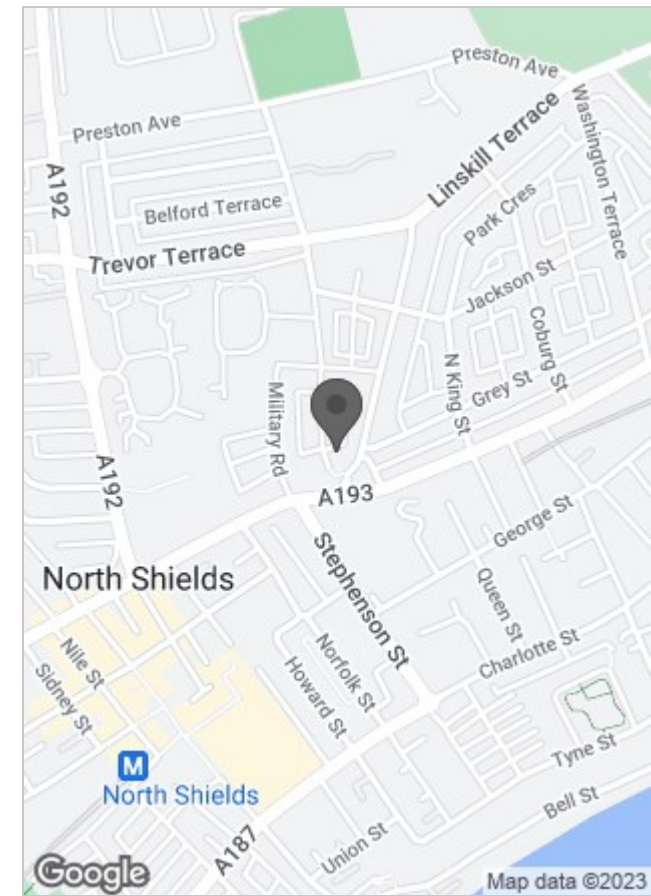 Preston Ave
Preston Ave
Washington Terrace
A192
Linskill Terrace
Belford Terrace
Park Cres
Trevor Terrace
Jackson St
Coburg St
N King St
Grey St
Military Rd
A192
A193
George St
North Shields
Stephenson St
Queen St
Nile St
Sidney St
Norfolk St
Howard St
Charlotte St
M
North Shields
Tyne St
Bell St
A187
Union St
Google
Map data ©2023